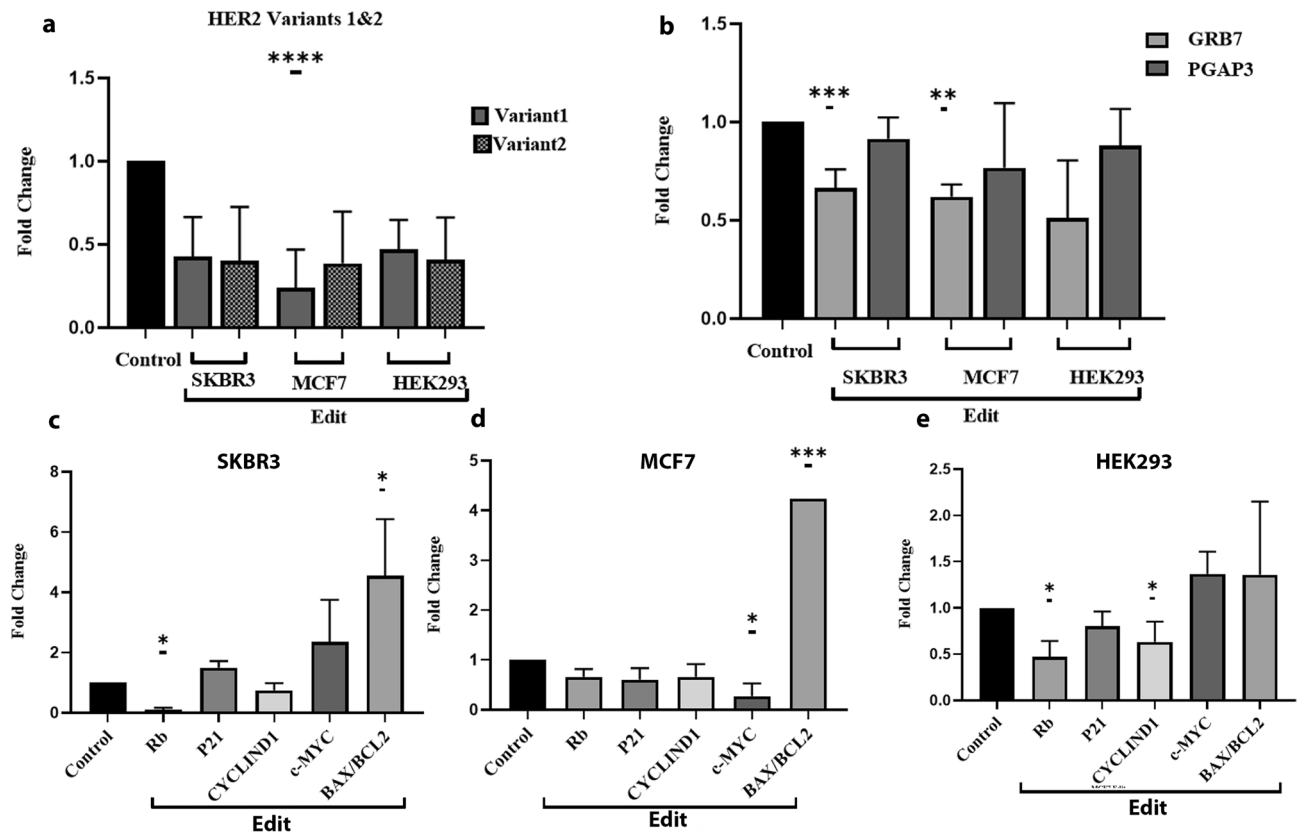 a
HER2 Variants 1&2
****
1.5
1.0
0.5
0.0
Fold Change
Variant1
Variant2
Control
SKBR3
MCF7
HEK293
Edit
b
1.5
1.0
0.5
0.0
Fold Change
GRB7
PGAP3
***
**
Control
SKBR3
MCF7
HEK293
Edit
c
SKBR3
8
6
4
2
0
Fold Change
*
*
Control
Rb
P21
CYCLIND1
c-MYC
BAX/BCL2
Edit
d
MCF7
5
4
3
2
1
0
Fold Change
*
***
Control
Rb
P21
CYCLIND1
c-MYC
BAX/BCL2
Edit
e
HEK293
2.5
2.0
1.5
1.0
0.5
0.0
Fold Change
*
*
Control
Rb
P21
CYCLIND1
c-MYC
BAX/BCL2
Edit